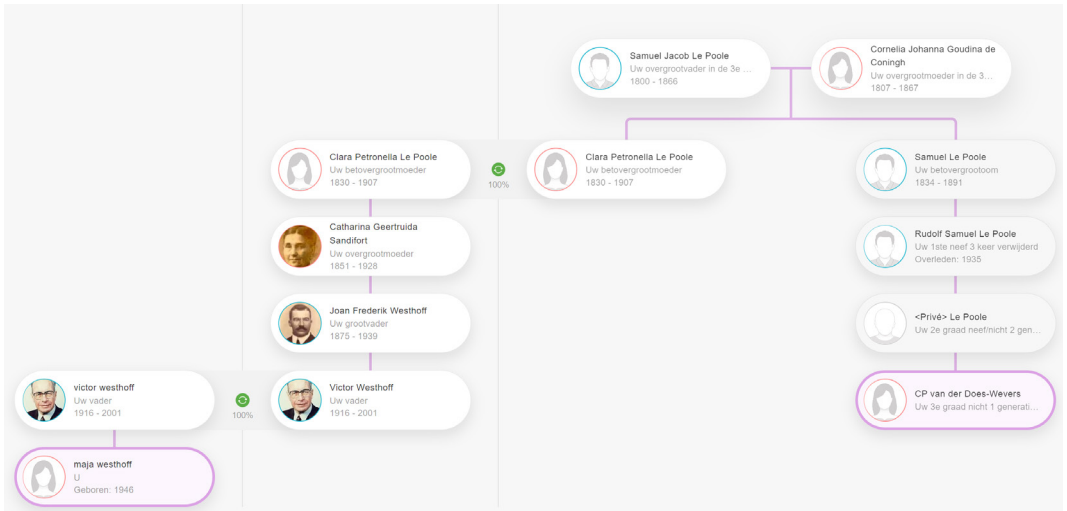 Samuel Jacob Le Poole
Uw overgrootvader in de 3e ...
1800 - 1866
Cornelia Johanna Goudina de
Coningh
Uw overgrootmoeder in de 3...
1807 - 1867
Clara Petronella Le Poole
Uw betovergrootmoeder
1830 - 1907
100%
Clara Petronella Le Poole
Uw betovergrootmoeder
1830 - 1907
Samuel Le Poole
Uw betovergrootoom
1834 - 1891
Catharina Geertruida
Sandifort
Uw overgrootmoeder
1851 - 1928
Rudolf Samuel Le Poole
Uw 1ste neef 3 keer verwijderd
Overleden: 1935
Joan Frederik Westhoff
Uw grootvader
1875 - 1939
<Privé> Le Poole
Uw 2e graad neef/nicht 2 gen...
victor westhoff
Uw vader
1916 - 2001
100%
Victor Westhoff
Uw vader
1916 - 2001
CP van der Does-Wevers
Uw 3e graad nicht 1 generati...
maja westhoff
U
Geboren: 1946